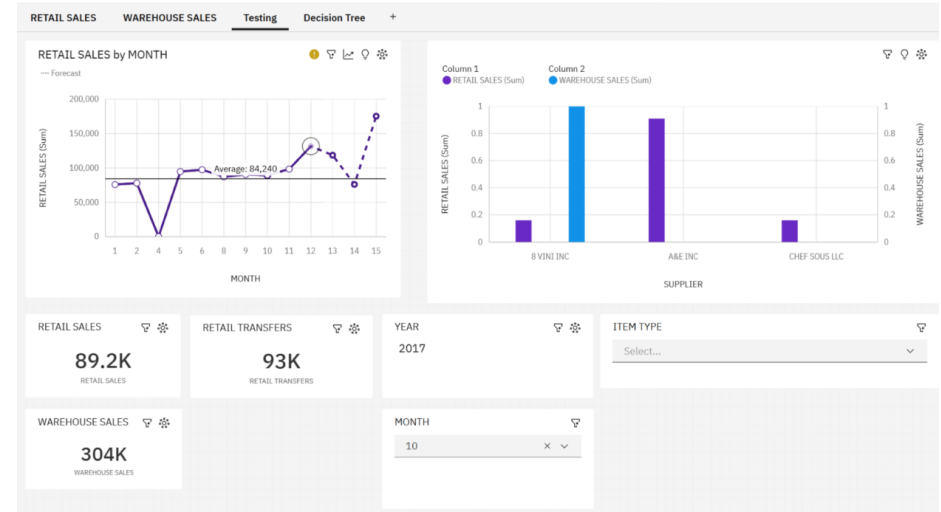 RETAIL SALES WAREHOUSE SALES Testing Decision Tree +
RETAIL SALES by MONTH
Forecast
200,000
150,000
100,000
50,000
0
RETAIL SALES (Sum)
Average: 84,240
1 2 4 5 6 8 9 10 11 12 13 14 15
MONTH
Column 1
RETAIL SALES (Sum)
Column 2
WAREHOUSE SALES (Sum)
1
0.8
0.6
0.4
0.2
0
RETAIL SALES (Sum)
1
0.8
0.6
0.4
0.2
0
WAREHOUSE SALES (Sum)
8 VINI INC A&E INC CHEF SOUS LLC
SUPPLIER
RETAIL SALES
89.2K
RETAIL SALES
RETAIL TRANSFERS
93K
RETAIL TRANSFERS
YEAR
2017
ITEM TYPE
Select...
WAREHOUSE SALES
304K
WAREHOUSE SALES
MONTH
10